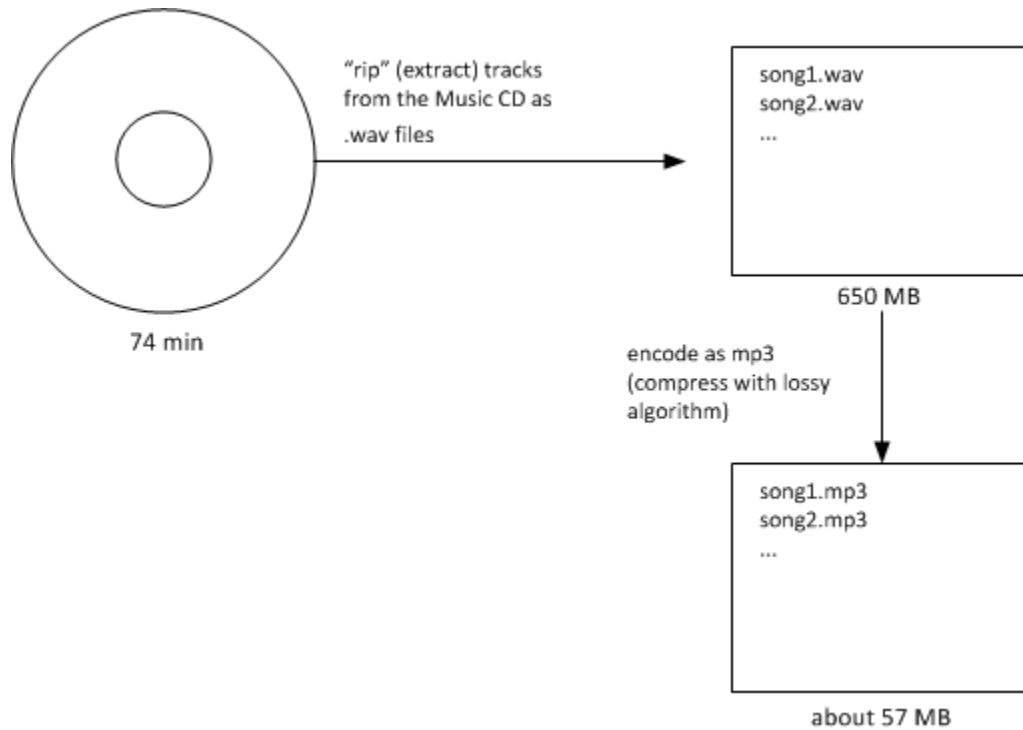 “rip” (extract) tracks
from the Music CD as
.wav files
song1.wav
song2.wav
...
650 MB
74 min
encode as mp3
(compress with lossy
algorithm)
song1.mp3
song2.mp3
...
about 57 MB